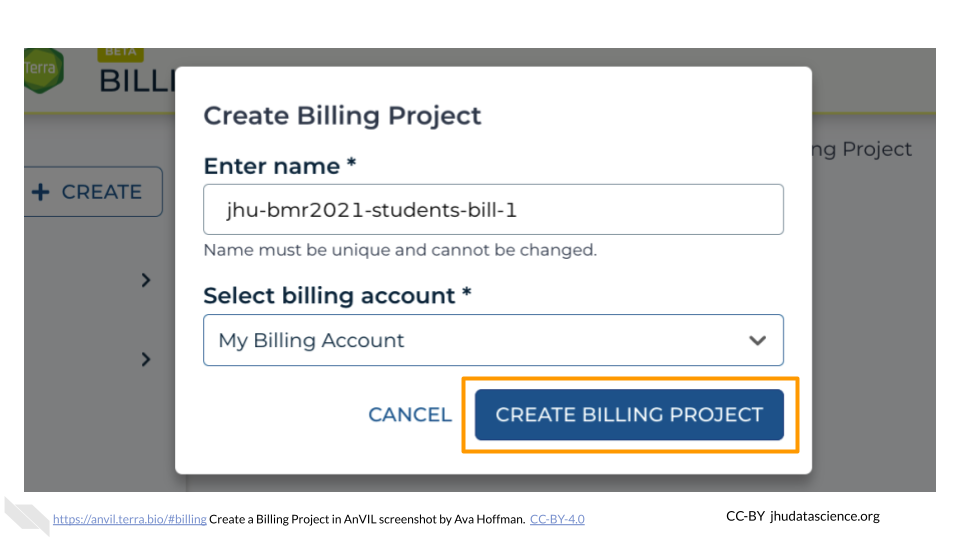 Terra
BETA
BILLI
Create Billing Project
ng Project
Enter name *
+ CREATE
jhu-bmr2021-students-bill-1
Name must be unique and cannot be changed.
Select billing account *
My Billing Account
CANCEL CREATE BILLING PROJECT
https://anvil.terra.bio/#billing Create a Billing Project in AnVIL screenshot by Ava Hoffman. CC-BY-4.0
CC-BY jhudatascience.org